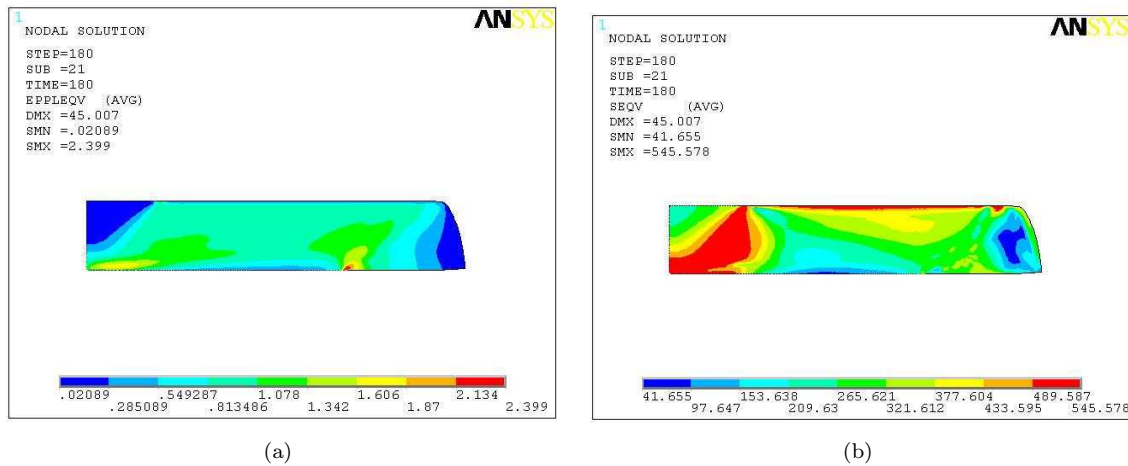 1
ANSYS
NODAL SOLUTION
STEP=180
SUB =21
TIME=180
EPPLEQV (AVG)
DMX =45.007
SMN =.02089
SMX =2.399
.02089 .549287 1.078 1.606 2.134
.285089 .813486 1.342 1.87 2.399
(a)
1
ANSYS
NODAL SOLUTION
STEP=180
SUB =21
TIME=180
SEQV (AVG)
DMX =45.007
SMN =41.655
SMX =545.578
41.655 153.638 265.621 377.604 489.587
97.647 209.63 321.612 433.595 545.578
(b)